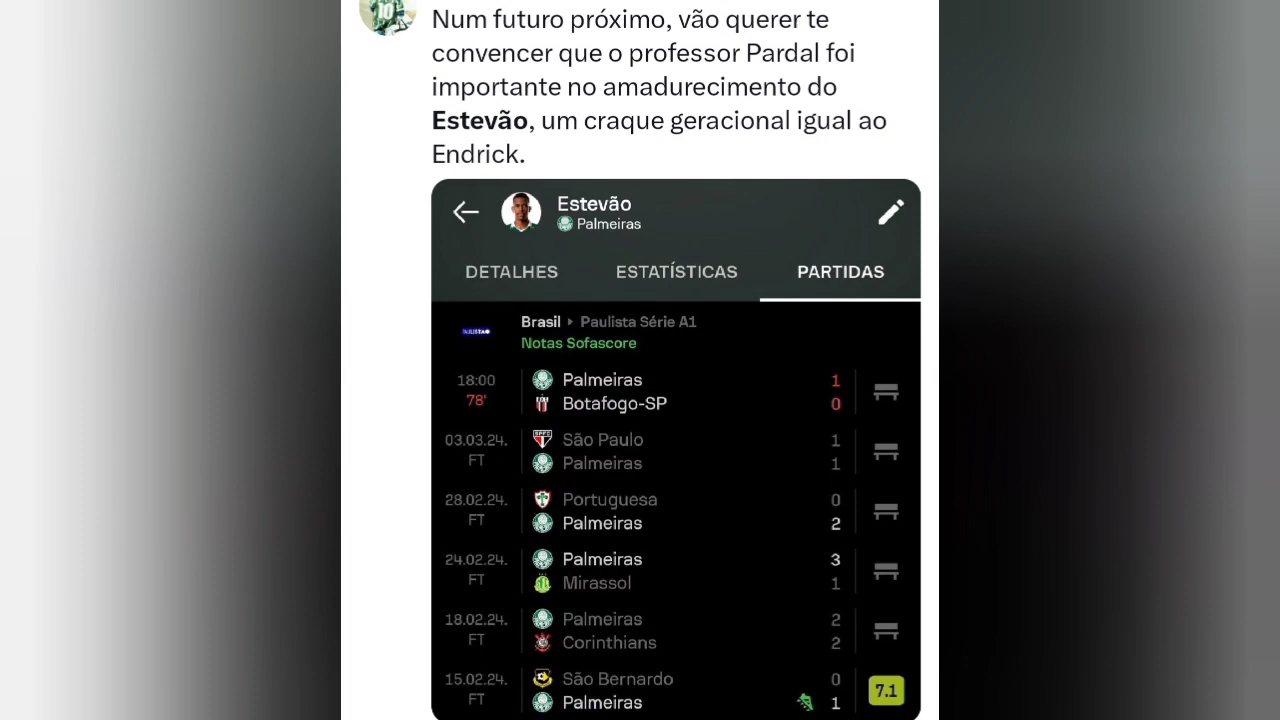 10
Num futuro próximo, vão querer te
convencer que o professor Pardal foi
importante no amadurecimento do
Estevão, um craque geracional igual ao
Endrick.
Estevão
Palmeiras
DETALHES ESTATÍSTICAS PARTIDAS
Brasil Paulista Série A1
Notas Sofascore
18:00 Palmeiras 1
78' Botafogo-SP 0
03.03.24. São Paulo 1
FT Palmeiras 1
28.02.24. Portuguesa 0
FT Palmeiras 2
24.02.24. Palmeiras 3
FT Mirassol 1
18.02.24. Palmeiras 2
FT Corinthians 2
15.02.24. São Bernardo 0
FT Palmeiras 1 7.1